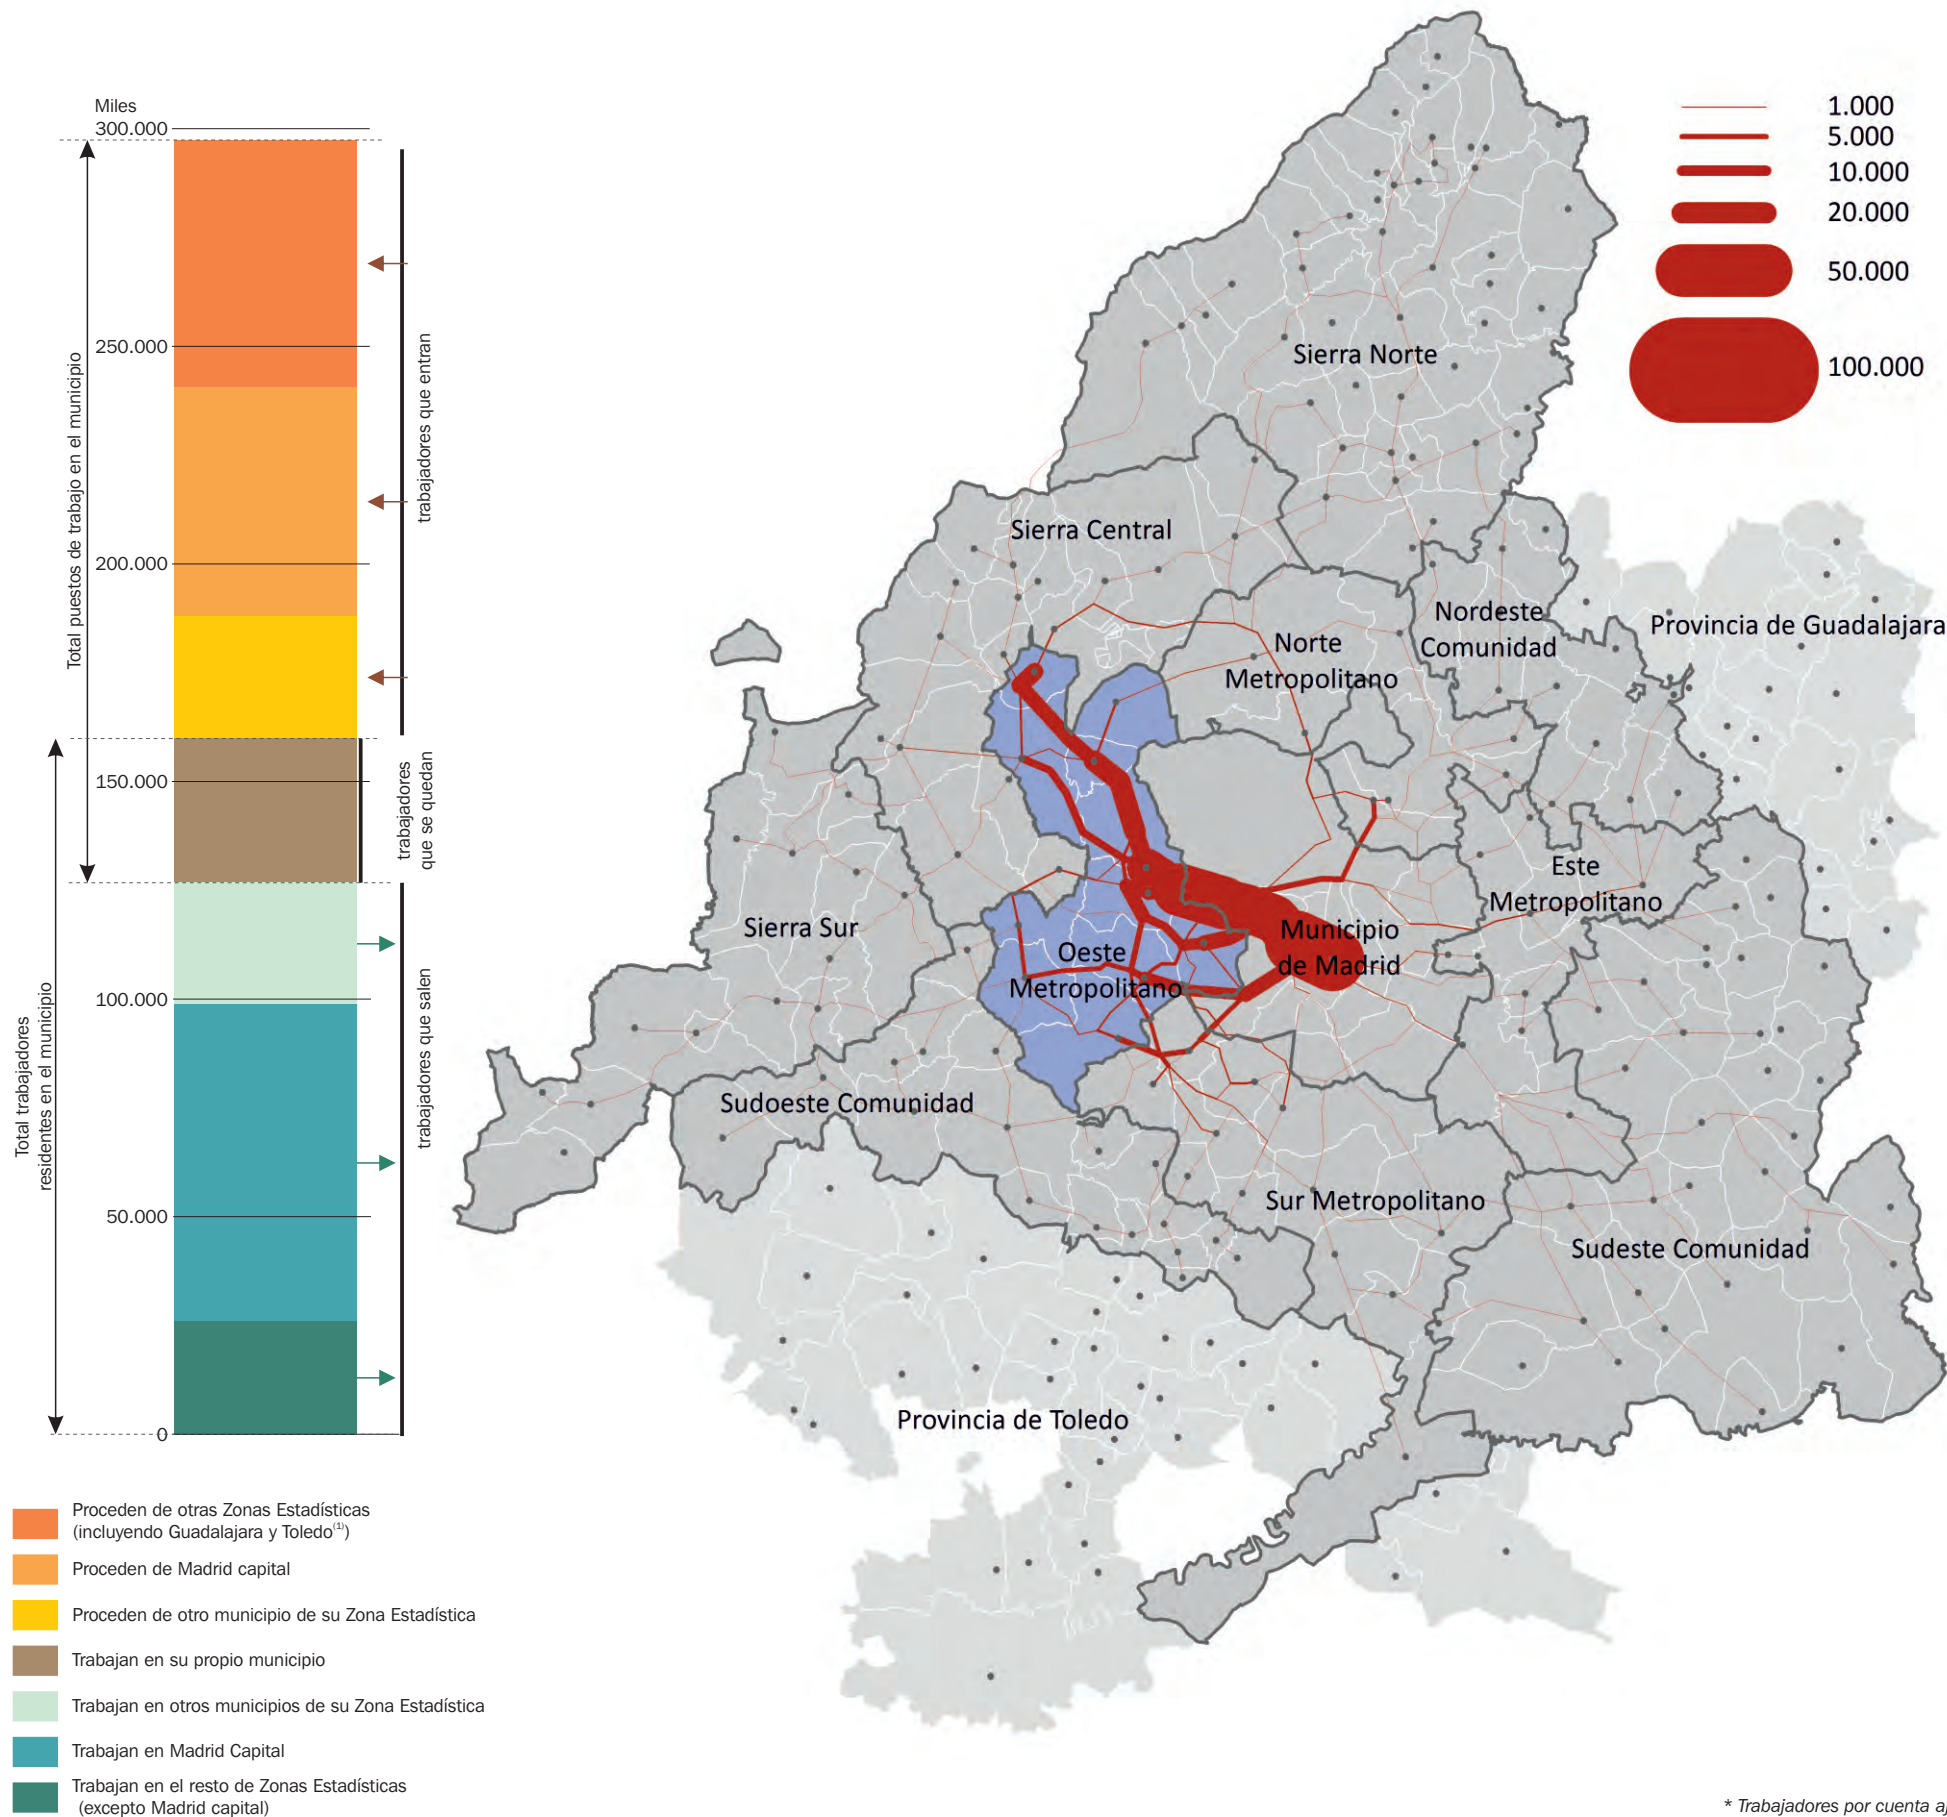 Miles
300.000
250.000
200.000
150.000
100.000
50.000
0
Total puestos de trabajo en el municipio
Total trabajadores
residentes en el municipio
trabajadores que entran
trabajadores
que se quedan
trabajadores que salen
Proceden de otras Zonas Estadísticas
(incluyendo Guadalajara y Toledo(1))
Proceden de Madrid capital
Proceden de otro municipio de su Zona Estadística
Trabajan en su propio municipio
Trabajan en otros municipios de su Zona Estadística
Trabajan en Madrid Capital
Trabajan en el resto de Zonas Estadísticas
(excepto Madrid capital)
1.000
5.000
10.000
20.000
50.000
100.000
Sierra Norte
Sierra Central
Nordeste
Comunidad
Provincia de Guadalajara
Norte
Metropolitano
Este
Metropolitano
Sierra Sur
Oeste
Metropolitano
Municipio
de Madrid
Sudoeste Comunidad
Sur Metropolitano
Sudeste Comunidad
Provincia de Toledo
* Trabajadores por cuenta aj